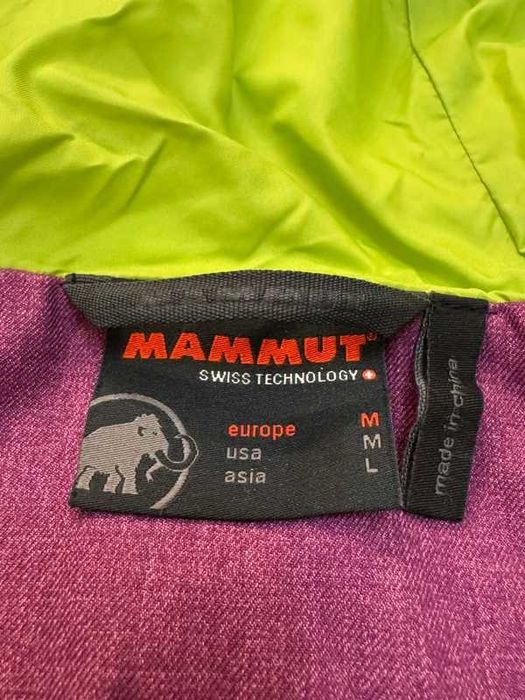 MAMMUT®
SWISS TECHNOLOGY
europe M
usa M
asia L
made in china